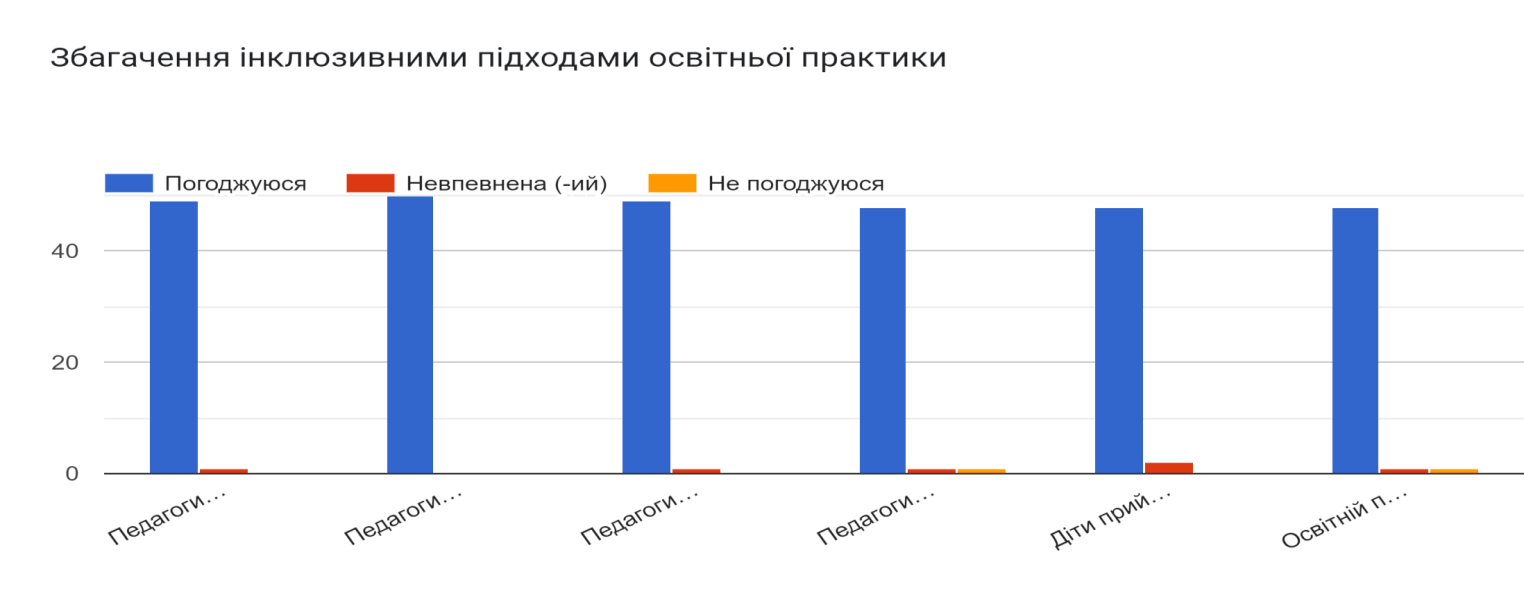 Збагачення інклюзивними підходами освітньої практики
Погоджуюся Невпевнена (-ий) Не погоджуюся
40
20
0
Педагоги… Педагоги… Педагоги… Педагоги… Діти прий… Освітній п…